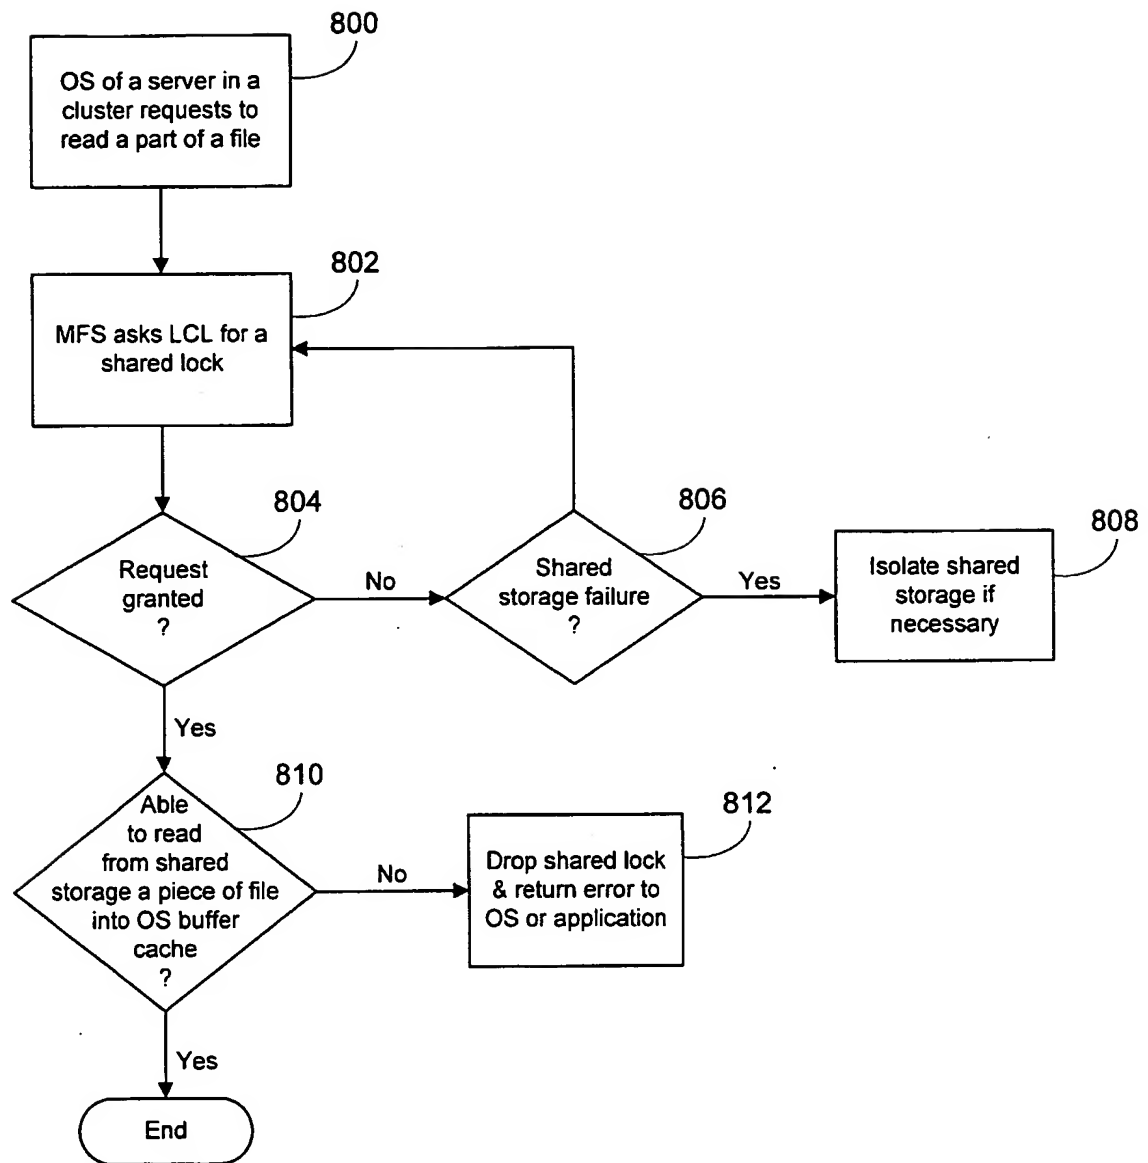 800
OS of a server in a
cluster requests to
read a part of a file
802
MFS asks LCL for a
shared lock
804
Request
granted
?
No
806
Shared
storage failure
?
Yes
808
Isolate shared
storage if
necessary
Yes
810
Able
to read
from shared
storage a piece of file
into OS buffer
cache
?
No
812
Drop shared lock
& return error to
OS or application
Yes
End